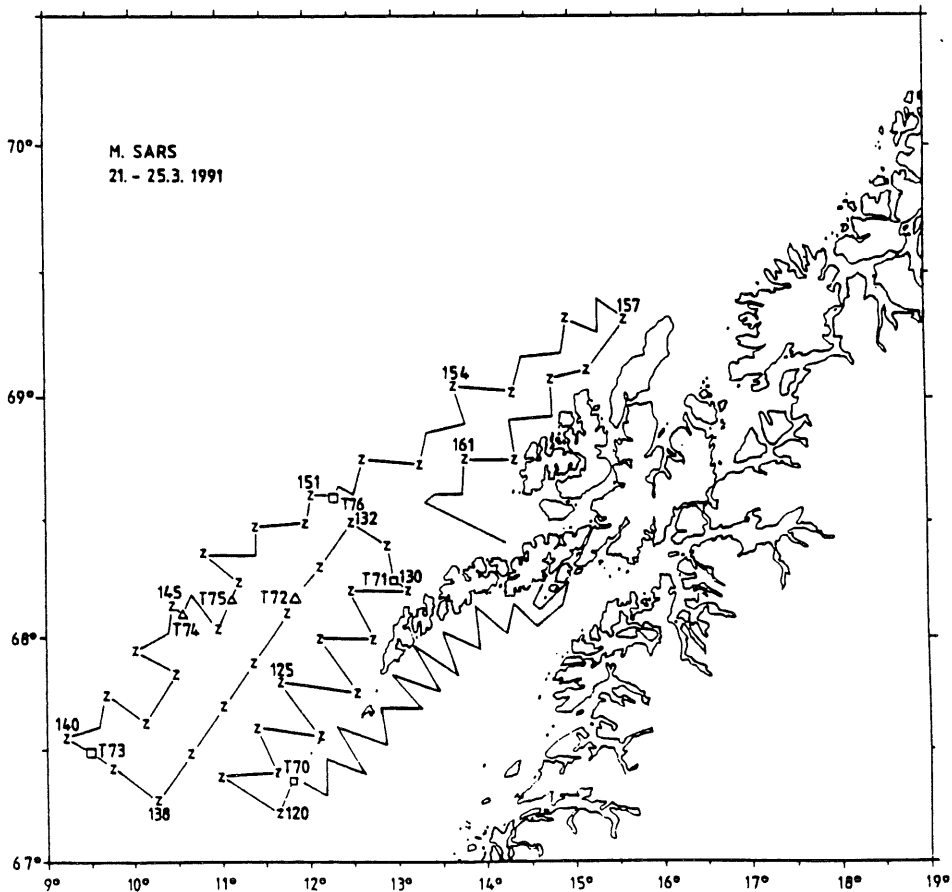 70°
M. SARS
21. - 25.3. 1991
157
Z Z
Z
154 Z
69° Z Z
161
Z Z Z Z
151 Z
T76
132
Z Z Z
Z Z
T71 130
Z Z Z Z
145 T75 T72
Z
T74 Z
68° Z Z Z
Z
Z 125
Z Z
Z
Z Z
140 Z Z
Z T73 Z
Z T70
Z Z
Z Z
138 120
67°
9° 10° 11° 12° 13° 14° 15° 16° 17° 18° 19°